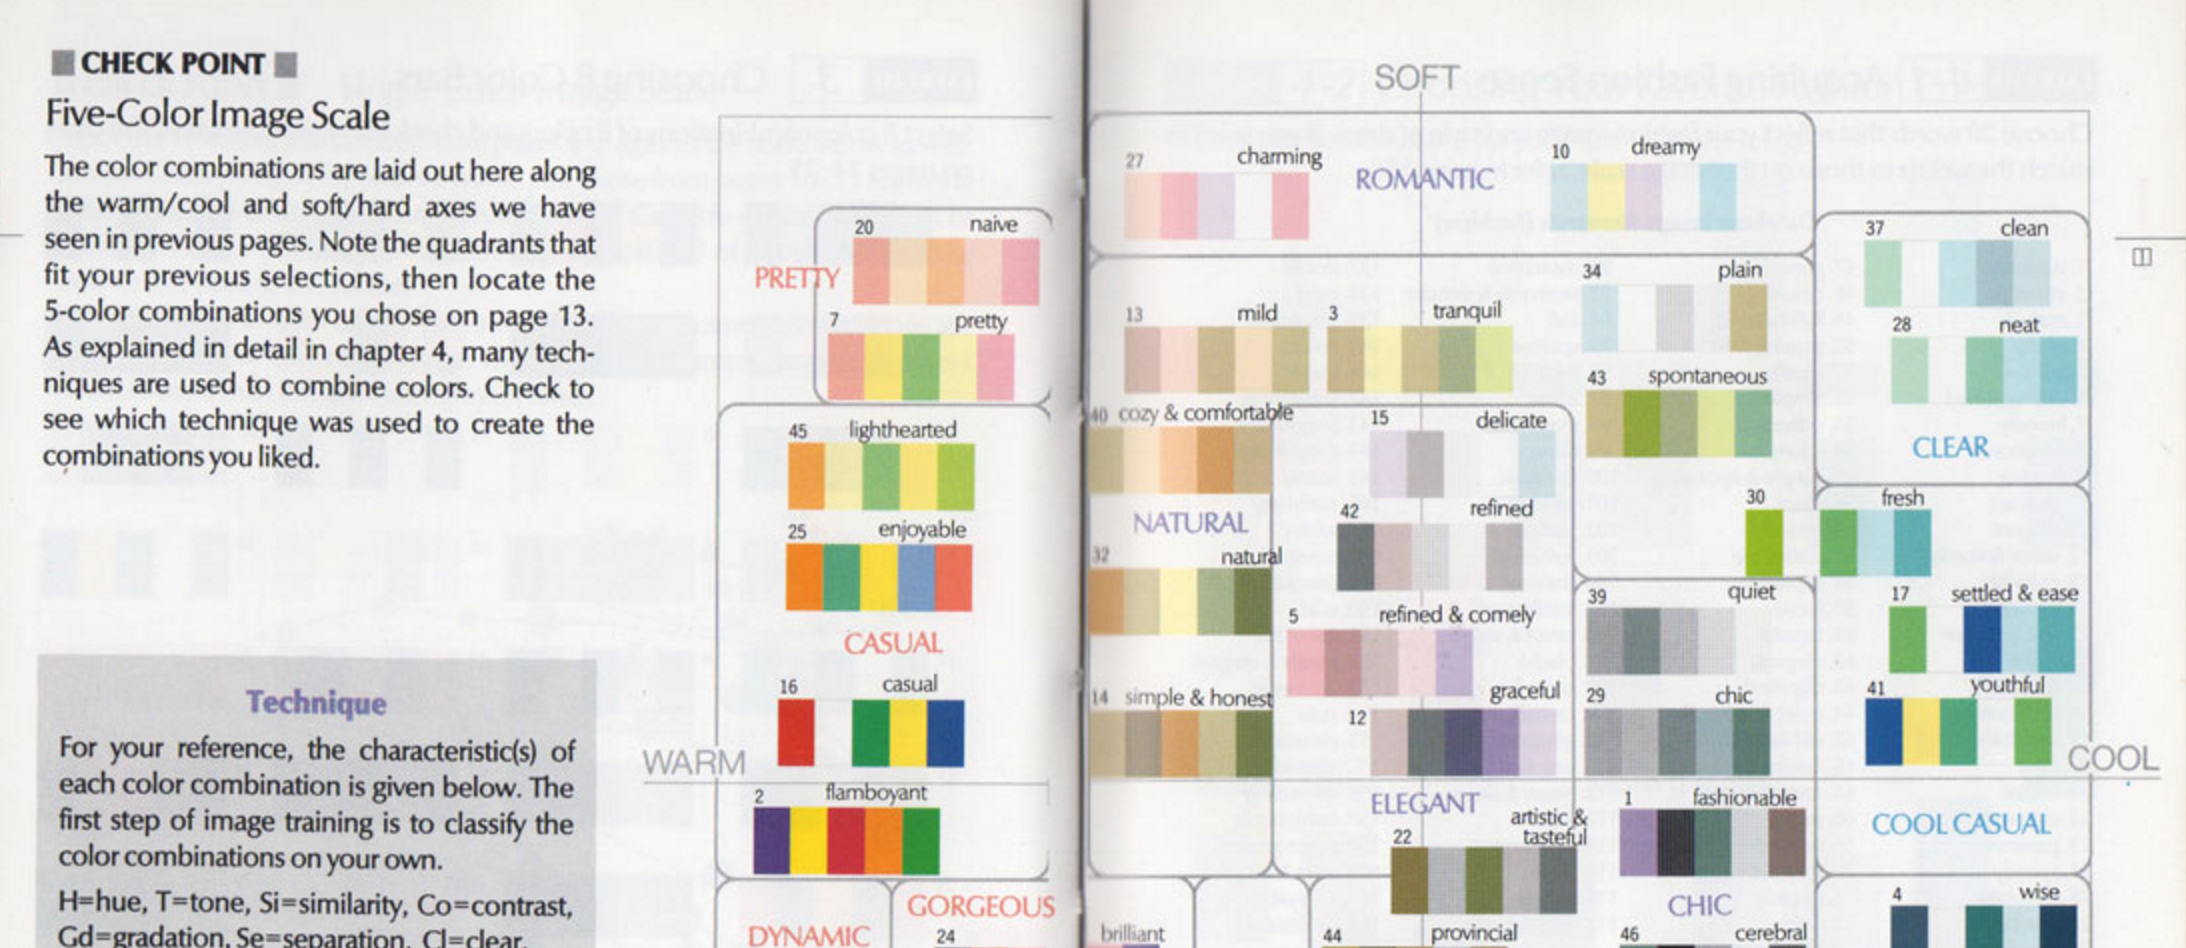 CHECK POINT
Five-Color Image Scale
The color combinations are laid out here along
the warm/cool and soft/hard axes we have
seen in previous pages. Note the quadrants that
fit your previous selections, then locate the
5-color combinations you chose on page 13.
As explained in detail in chapter 4, many tech-
niques are used to combine colors. Check to
see which technique was used to create the
combinations you liked.
Technique
For your reference, the characteristic(s) of
each color combination is given below. The
first step of image training is to classify the
color combinations on your own.
H=hue, T=tone, Si=similarity, Co=contrast,
Gd=gradation, Se=separation, Cl=clear,
WARM
20 naive
PRETTY
7 pretty
45 lighthearted
25 enjoyable
CASUAL
16 casual
2 flamboyant
GORGEOUS
DYNAMIC
24
SOFT
27 charming
ROMANTIC
10 dreamy
37 clean
34 plain
13 mild
3 tranquil
28 neat
43 spontaneous
40 cozy & comfortable
15 delicate
CLEAR
30 fresh
42 refined
NATURAL
32 natural
39 quiet
17 settled & ease
5 refined & comely
41 youthful
14 simple & honest
12 graceful
29 chic
COOL
ELEGANT
1 fashionable
22 artistic &
tasteful
COOL CASUAL
CHIC
4 wise
brilliant
44 provincial
46 cerebral